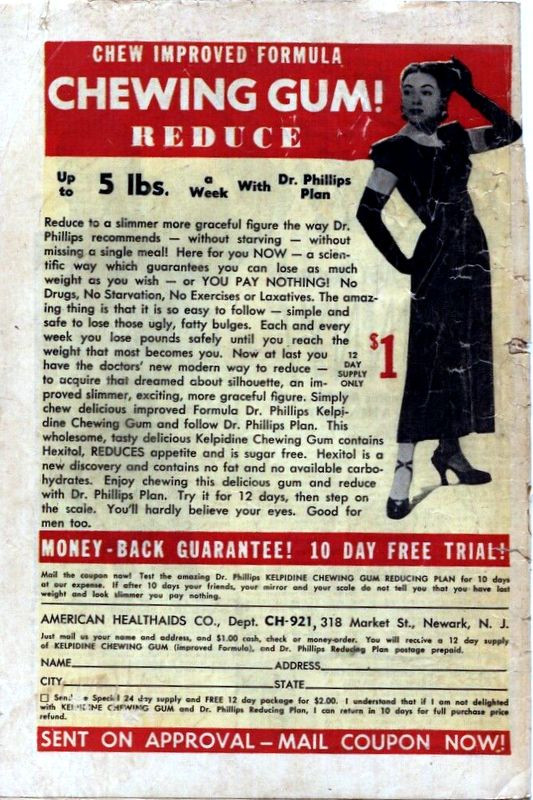 CHEW IMPROVED FORMULA
CHEWING GUM!
REDUCE
Up to 5 lbs. a Week With Dr. Phillips Plan
Reduce to a slimmer more graceful figure the way Dr.
Phillips recommends — without starving — without
missing a single meal! Here for you NOW — a scien-
tific way which guarantees you can lose as much
weight as you wish — or YOU PAY NOTHING! No
Drugs, No Starvation, No Exercises or Laxatives. The amaz-
ing thing is that it is so easy to follow — simple and
safe to lose those ugly, fatty bulges. Each and every
week you lose pounds safely until you reach the
weight that most becomes you. Now at last you
have the doctors' new modern way to reduce —
to acquire that dreamed about silhouette, an im-
proved slimmer, exciting, more graceful figure. Simply
chew delicious improved Formula Dr. Phillips Kelpi-
dine Chewing Gum and follow Dr. Phillips Plan. This
wholesome, tasty delicious Kelpidine Chewing Gum contains
Hexitol, REDUCES appetite and is sugar free. Hexitol is a
new discovery and contains no fat and no available carbo-
hydrates. Enjoy chewing this delicious gum and reduce
with Dr. Phillips Plan. Try it for 12 days, then step on
the scale. You'll hardly believe your eyes. Good for
men too.
12
DAY
SUPPLY
ONLY
$1
MONEY-BACK GUARANTEE! 10 DAY FREE TRIAL!
Mail the coupon now! Test the amazing Dr. Phillips KELPIDINE CHEWING GUM REDUCING PLAN for 10 days
at our expense. If after 10 days your friends, your mirror and your scale do not tell you that you have lost
weight and look slimmer you pay nothing.
AMERICAN HEALTHAIDS CO., Dept. CH-921, 318 Market St., Newark, N. J.
Just mail us your name and address, and $1.00 cash, check or money-order. You will receive a 12 day supply
of KELPIDINE CHEWING GUM (improved Formula), and Dr. Phillips Reducing Plan postage prepaid.
NAME ADDRESS
CITY STATE
Special 24 day supply and FREE 12 day package for $2.00. I understand that if I am not delighted
with KELPIDINE CHEWING GUM and Dr. Phillips Reducing Plan, I can return in 10 days for full purchase price
refund.
SENT ON APPROVAL — MAIL COUPON NOW!